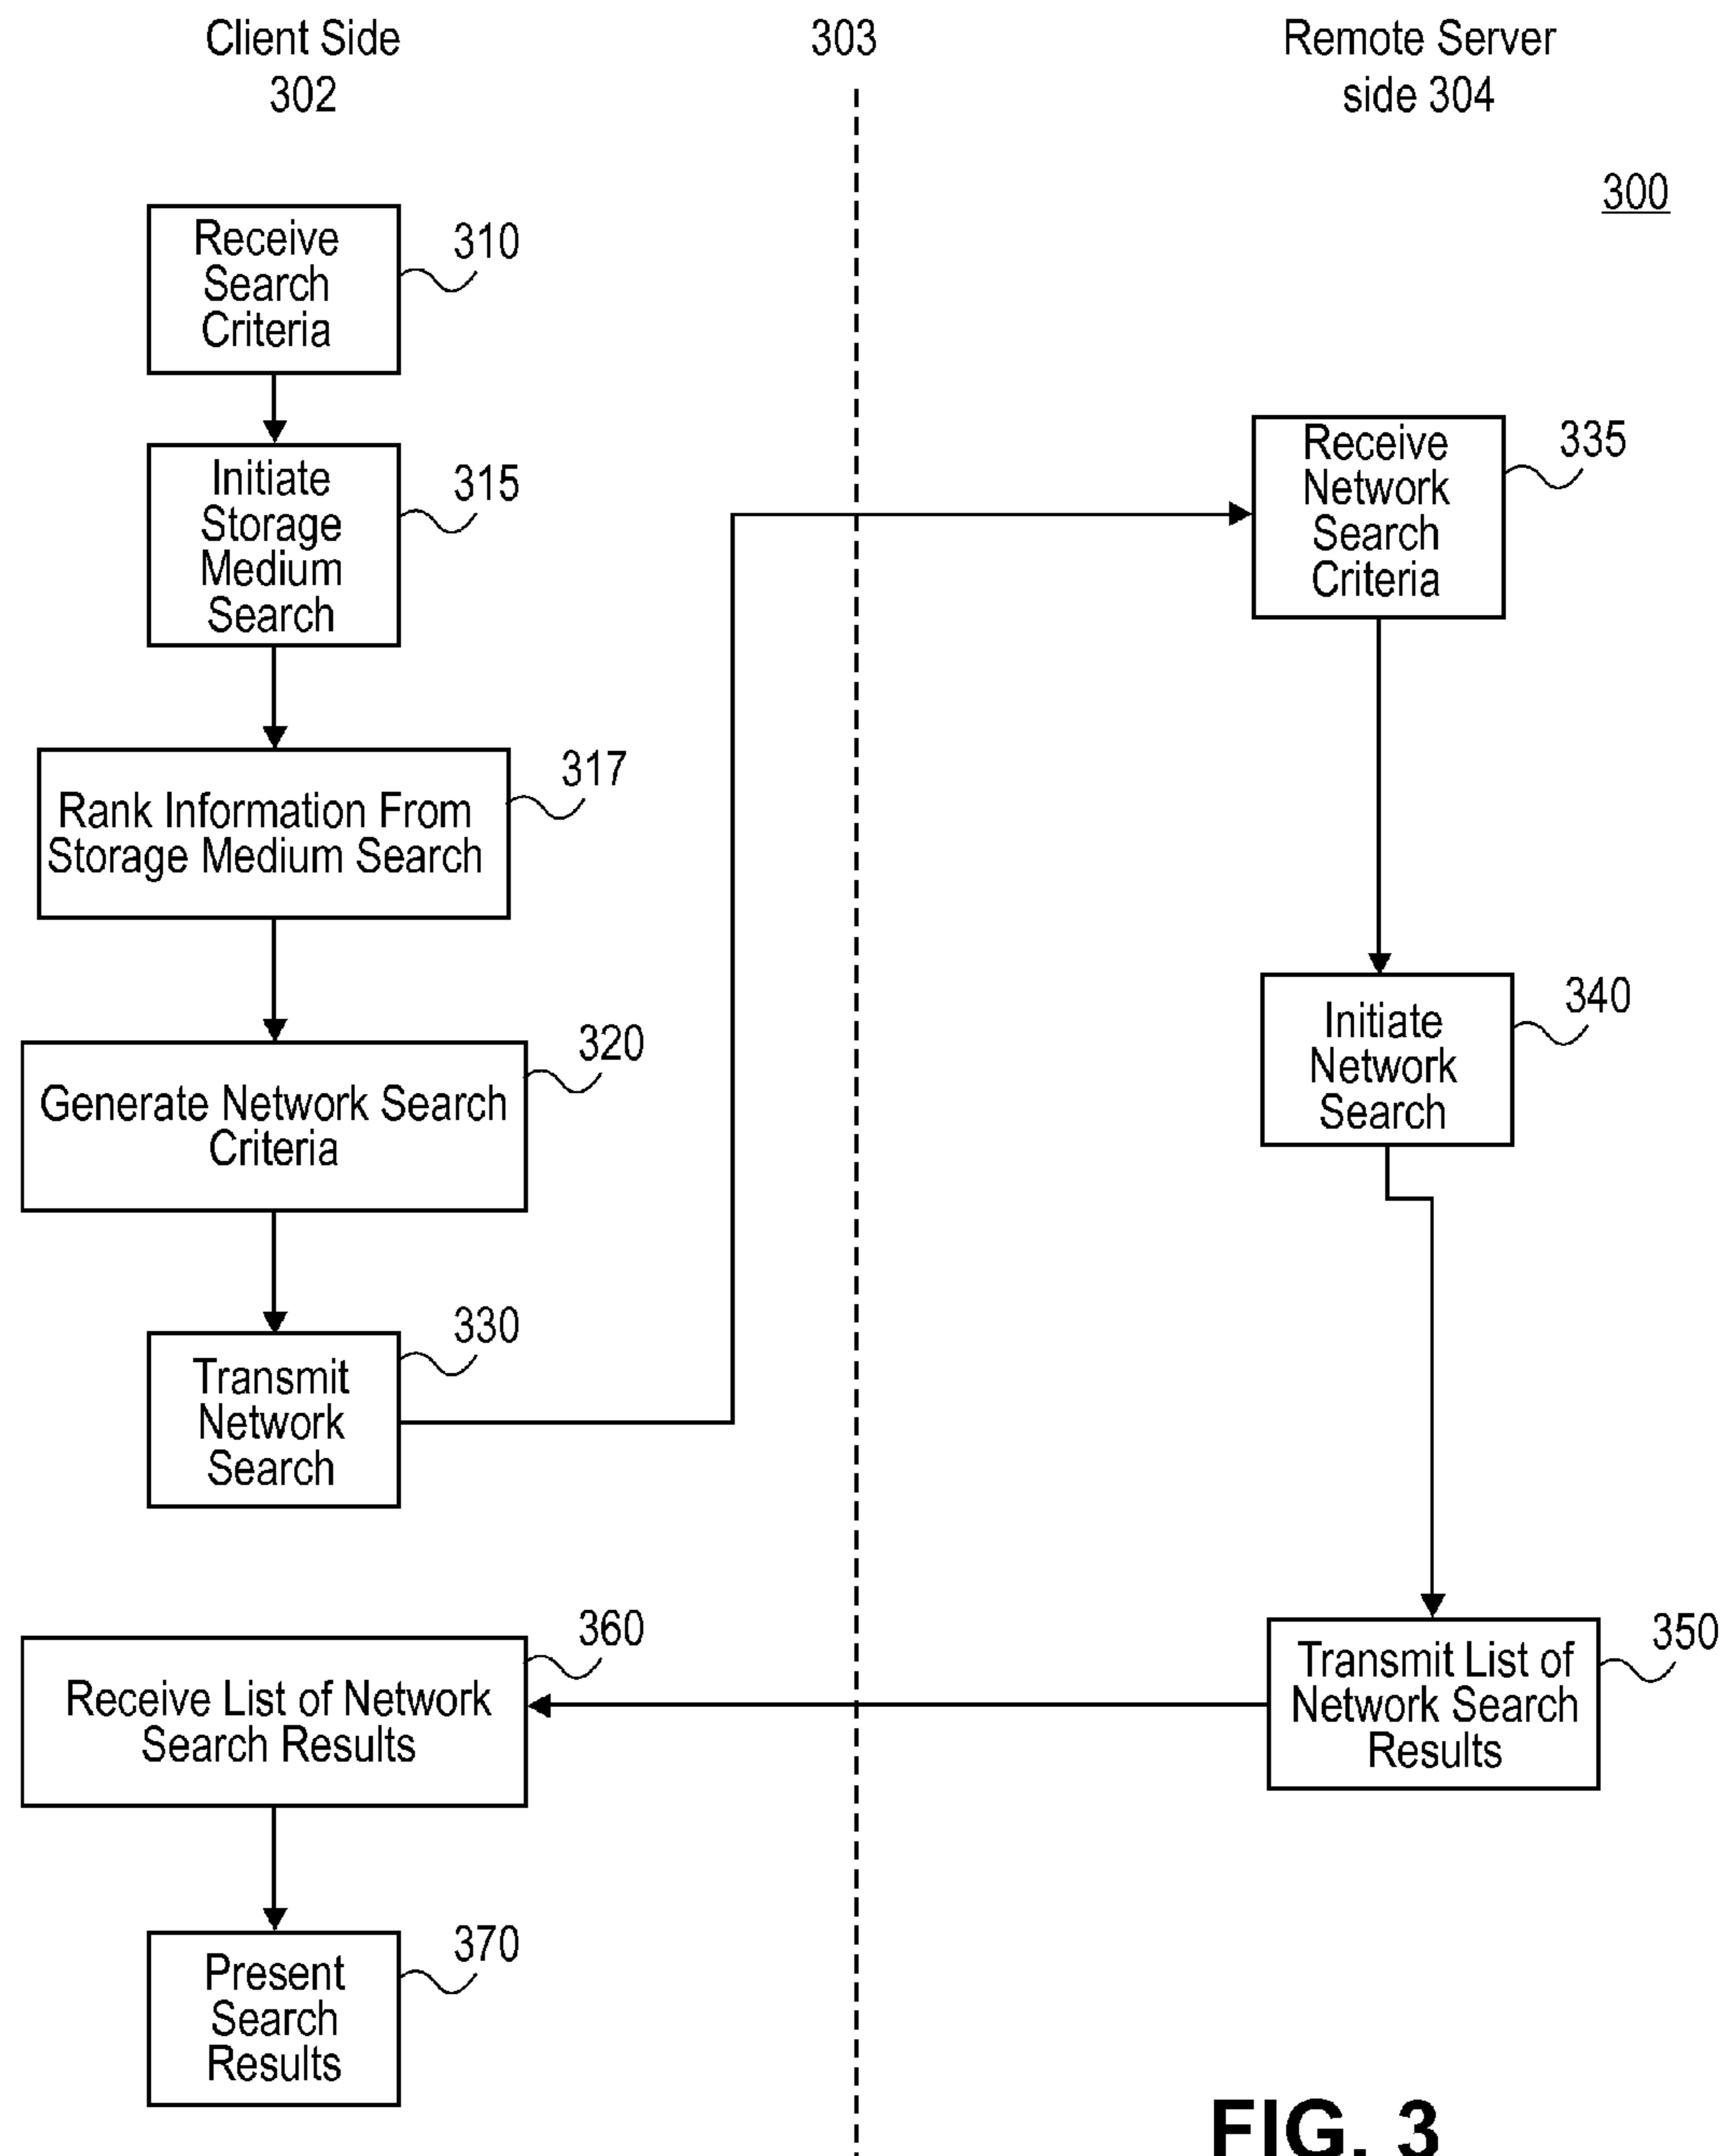 Client Side
302
303
Remote Server
side 304
300
Receive
Search
Criteria
310
Initiate
Storage
Medium
Search
315
Rank Information From
Storage Medium Search
317
Generate Network Search
Criteria
320
Transmit
Network
Search
330
Receive
Network
Search
Criteria
335
Initiate
Network
Search
340
Transmit List of
Network Search
Results
350
Receive List of Network
Search Results
360
Present
Search
Results
370
FIG. 3